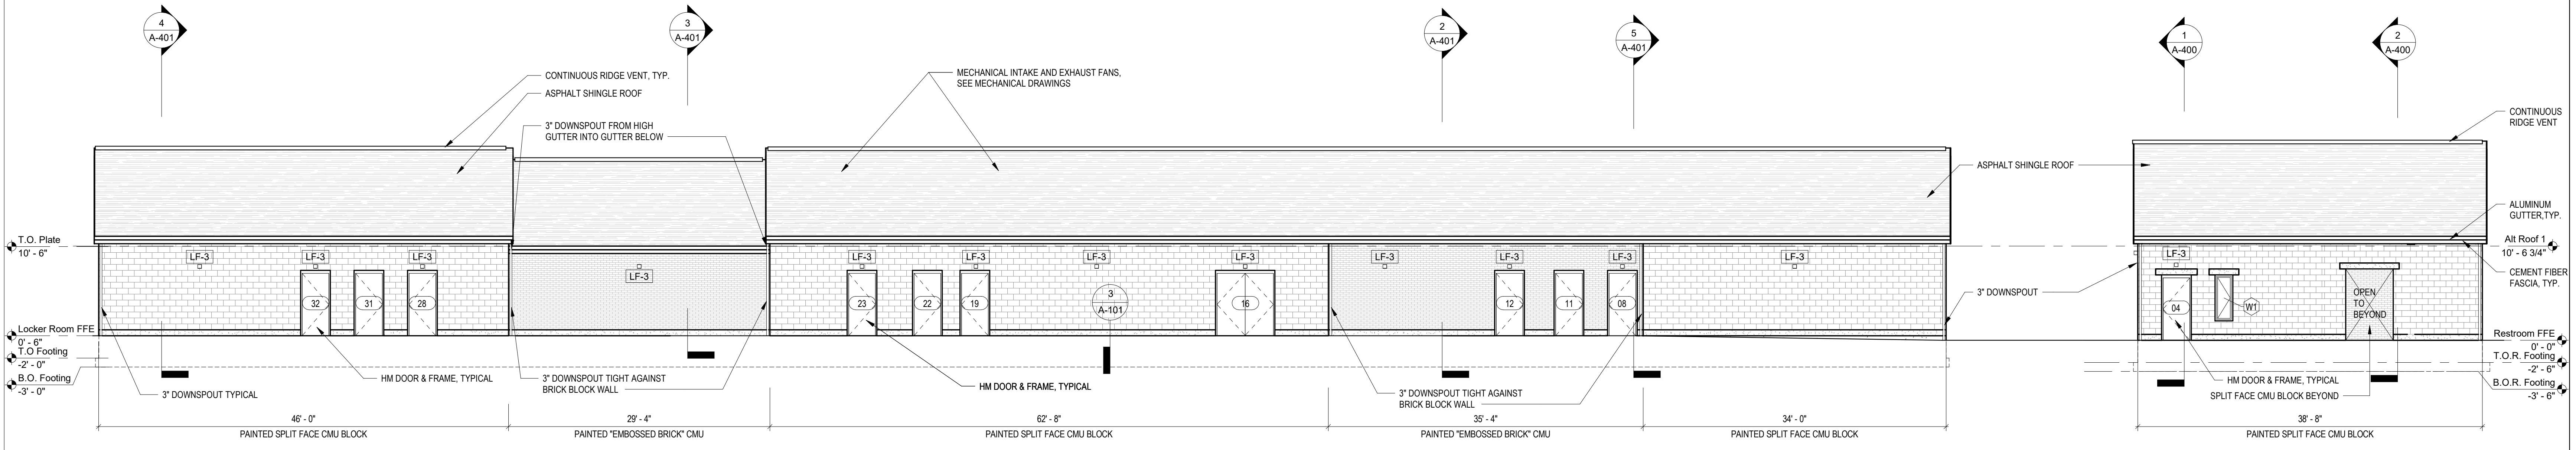 4
A-401
3
A-401
2
A-401
5
A-401
1
A-400
2
A-400
CONTINUOUS RIDGE VENT, TYP.
ASPHALT SHINGLE ROOF
3" DOWNSPOUT FROM HIGH
GUTTER INTO GUTTER BELOW
MECHANICAL INTAKE AND EXHAUST FANS,
SEE MECHANICAL DRAWINGS
CONTINUOUS
RIDGE VENT
ASPHALT SHINGLE ROOF
ALUMINUM
GUTTER,TYP.
T.O. Plate
10' - 6"
Alt Roof 1
10' - 6 3/4"
CEMENT FIBER
FASCIA, TYP.
LF-3
LF-3
LF-3
LF-3
LF-3
LF-3
LF-3
LF-3
LF-3
LF-3
LF-3
LF-3
LF-3
32
31
28
23
22
19
3
A-101
16
12
11
08
3" DOWNSPOUT
04
W1
OPEN
TO
BEYOND
Locker Room FFE
0' - 6"
T.O Footing
-2' - 0"
B.O. Footing
-3' - 0"
Restroom FFE
0' - 0"
T.O.R. Footing
-2' - 6"
B.O.R. Footing
-3' - 6"
3" DOWNSPOUT TYPICAL
HM DOOR & FRAME, TYPICAL
3" DOWNSPOUT TIGHT AGAINST
BRICK BLOCK WALL
HM DOOR & FRAME, TYPICAL
3" DOWNSPOUT TIGHT AGAINST
BRICK BLOCK WALL
HM DOOR & FRAME, TYPICAL
SPLIT FACE CMU BLOCK BEYOND
46' - 0"
PAINTED SPLIT FACE CMU BLOCK
29' - 4"
PAINTED "EMBOSSED BRICK" CMU
62' - 8"
PAINTED SPLIT FACE CMU BLOCK
35' - 4"
PAINTED "EMBOSSED BRICK" CMU
34' - 0"
PAINTED SPLIT FACE CMU BLOCK
38' - 8"
PAINTED SPLIT FACE CMU BLOCK